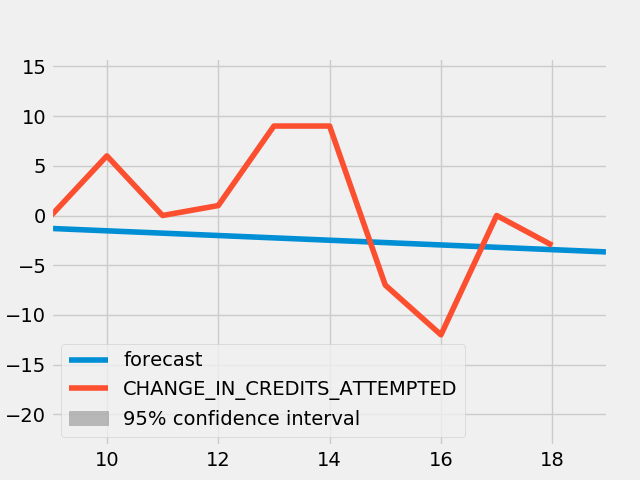 15
10
5
0
−5
−10
−15
−20
forecast
CHANGE_IN_CREDITS_ATTEMPTED
95% confidence interval
10 12 14 16 18